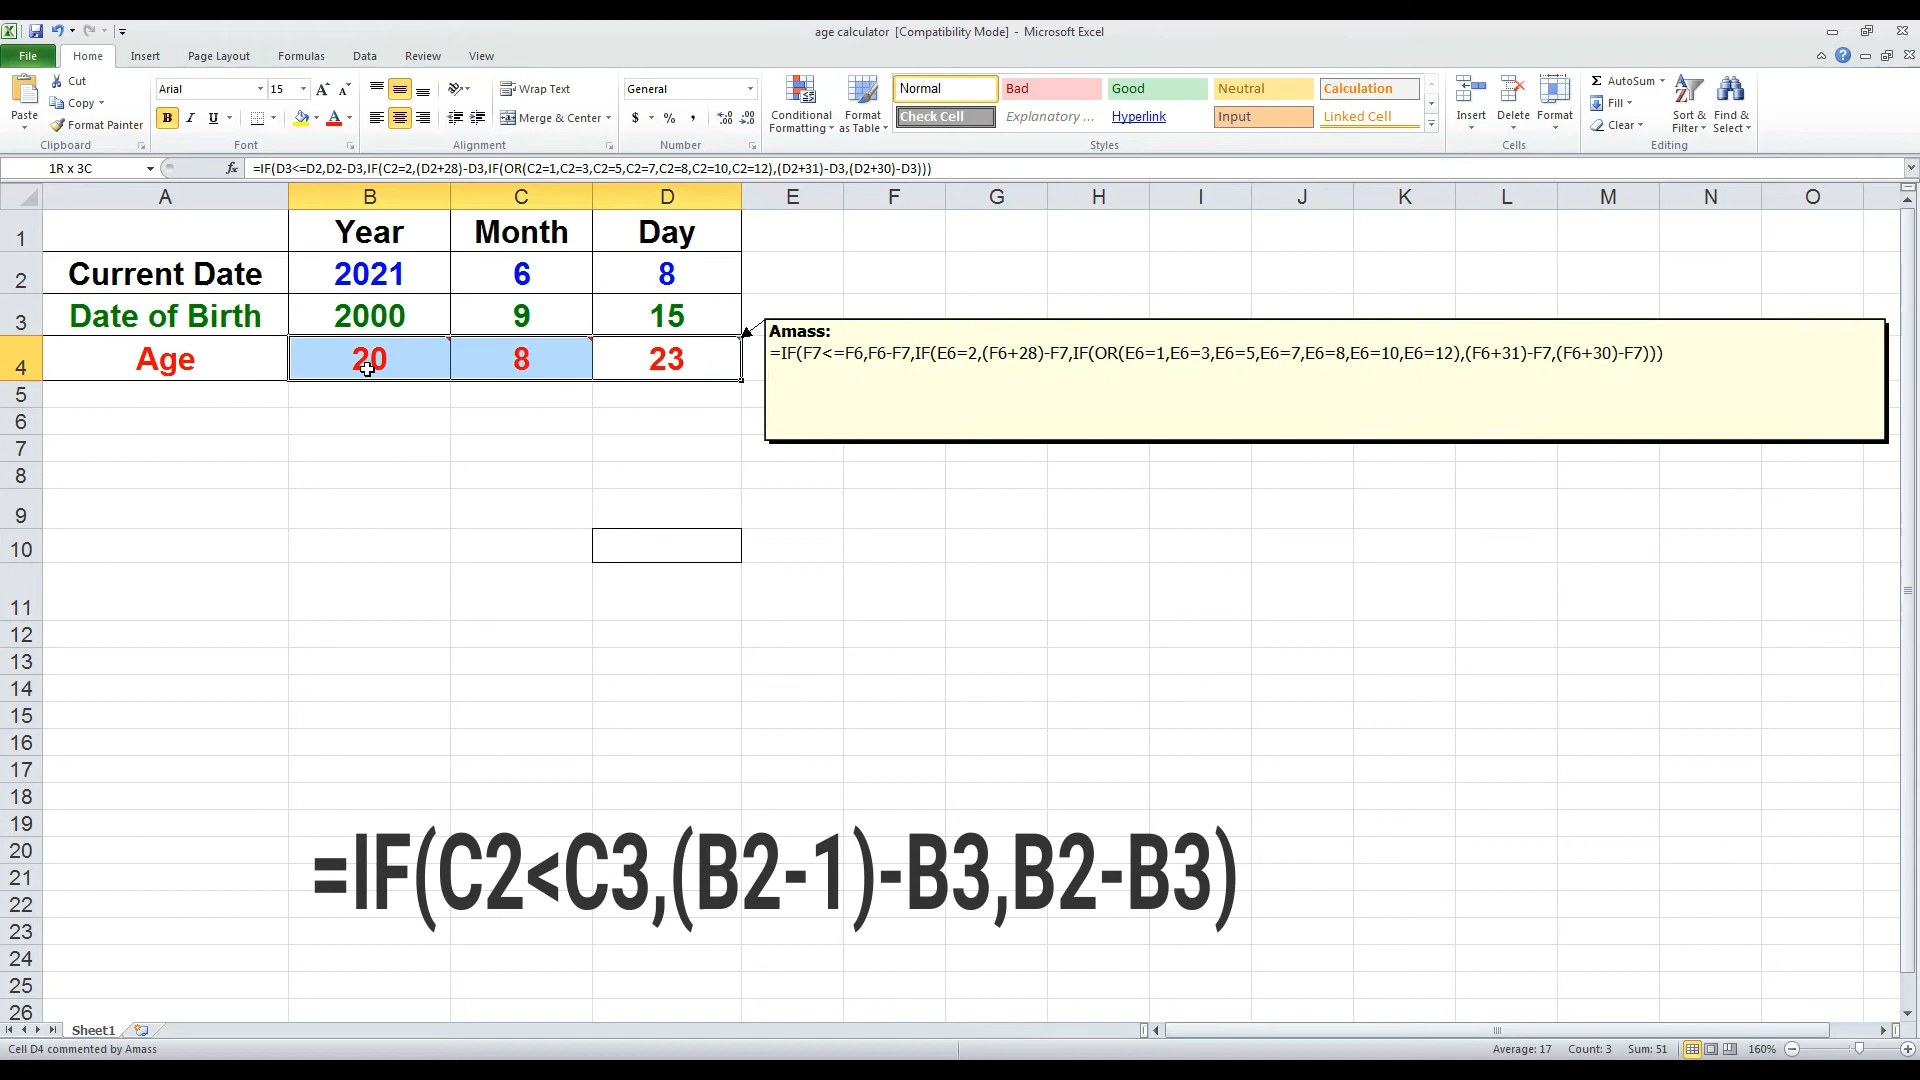 age calculator [Compatibility Mode] - Microsoft Excel
File Home Insert Page Layout Formulas Data Review View
Paste
Cut
Copy
Format Painter
Clipboard
Arial 15
B I U
Font
Wrap Text
Merge & Center
Alignment
General
$ % ,
Number
Conditional Formatting
Format as Table
Normal Bad Good Neutral Calculation
Check Cell Explanatory ... Hyperlink Input Linked Cell
Styles
Insert Delete Format
Cells
AutoSum
Fill
Clear
Sort & Filter
Find & Select
Editing
1R x 3C fx =IF(D3<=D2,D2-D3,IF(C2=2,(D2+28)-D3,IF(OR(C2=1,C2=3,C2=5,C2=7,C2=8,C2=10,C2=12),(D2+31)-D3,(D2+30)-D3)))
A B C D E F G H I J K L M N O
1 Year Month Day
2 Current Date 2021 6 8
3 Date of Birth 2000 9 15
4 Age 20 8 23
Amass:
=IF(F7<=F6,F6-F7,IF(E6=2,(F6+28)-F7,IF(OR(E6=1,E6=3,E6=5,E6=7,E6=8,E6=10,E6=12),(F6+31)-F7,(F6+30)-F7)))
5
6
7
8
9
10
11
12
13
14
15
16
17
18
19
20
21
22
23
24
25
26
=IF(C2<C3,(B2-1)-B3,B2-B3)
Sheet1
Cell D4 commented by Amass Average: 17 Count: 3 Sum: 51 160%